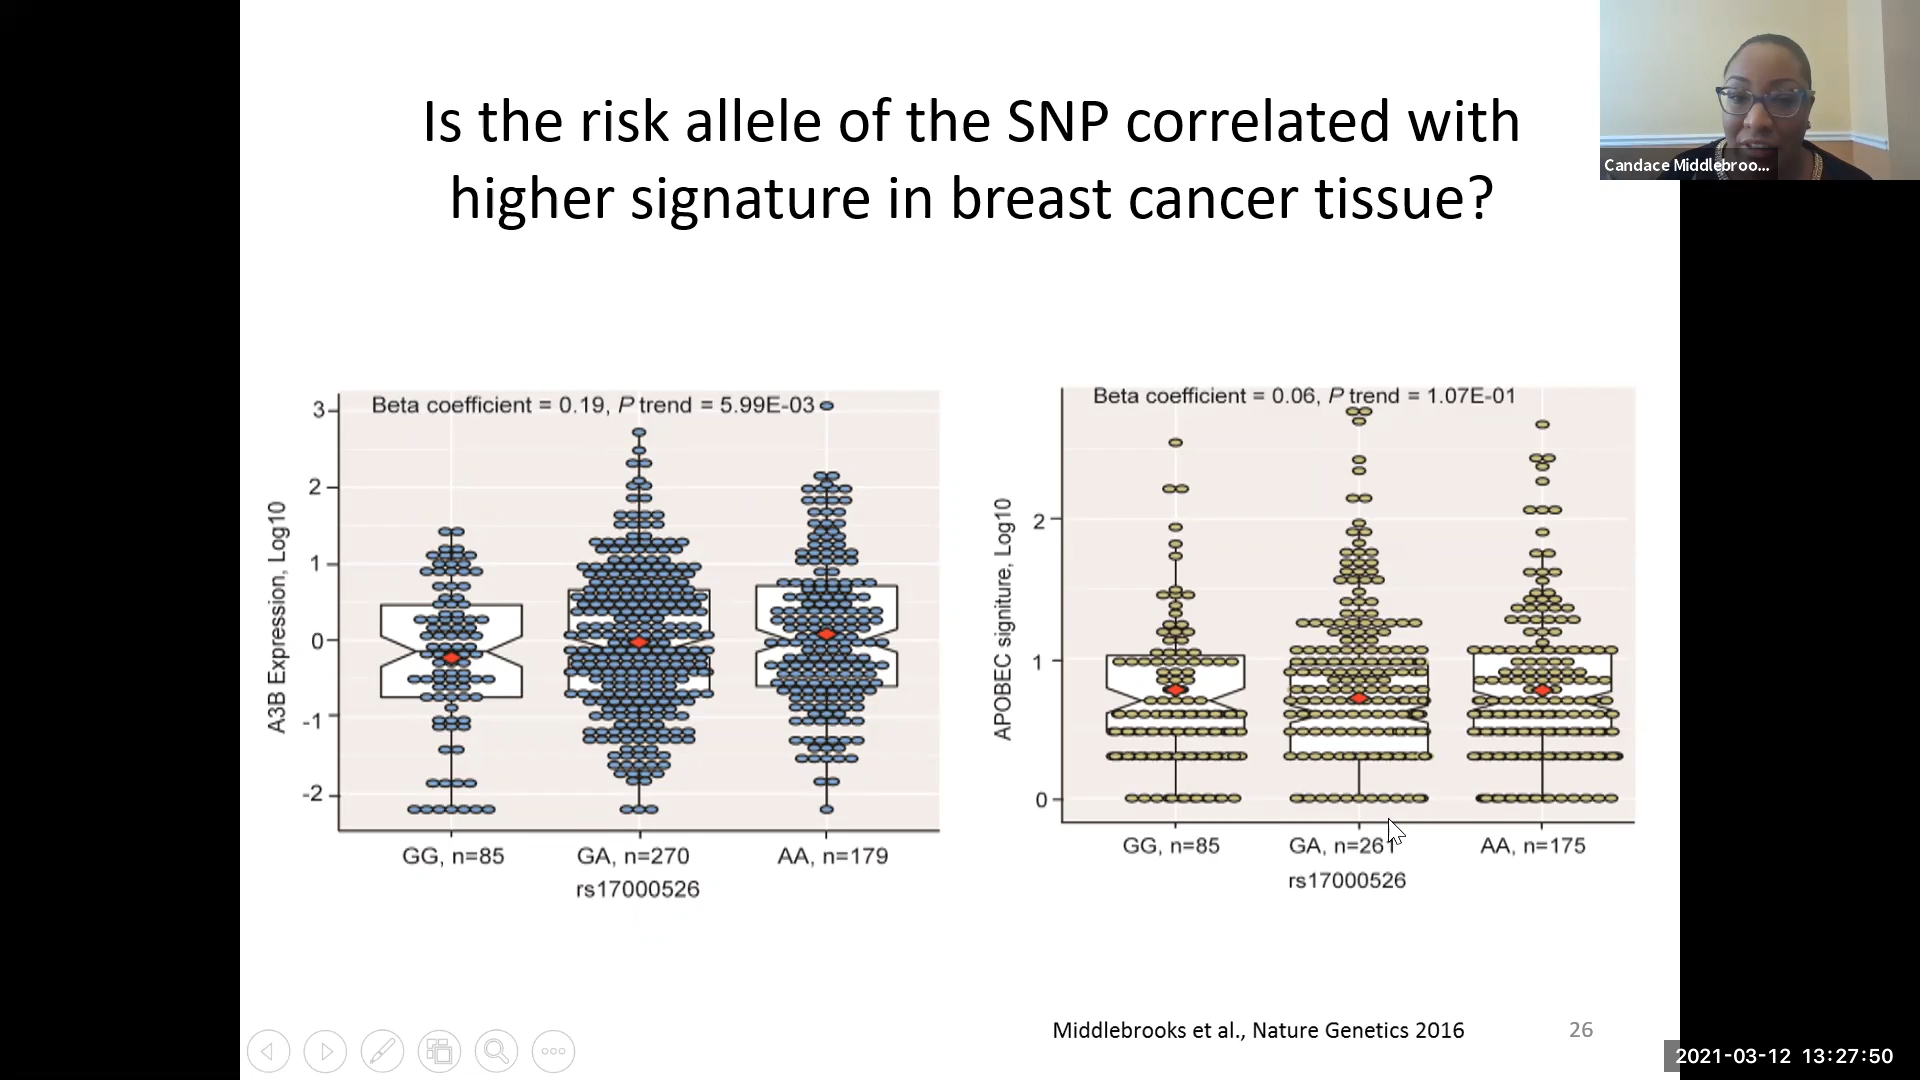 Is the risk allele of the SNP correlated with
higher signature in breast cancer tissue?
Candace Middlebroo...
Beta coefficient = 0.19, P trend = 5.99E-03
3
2
1
0
-1
-2
A3B Expression, Log10
GG, n=85
GA, n=270
AA, n=179
rs17000526
Beta coefficient = 0.06, P trend = 1.07E-01
2
1
0
APOBEC signiture, Log10
GG, n=85
GA, n=261
AA, n=175
rs17000526
Middlebrooks et al., Nature Genetics 2016
26
2021-03-12 13:27:50